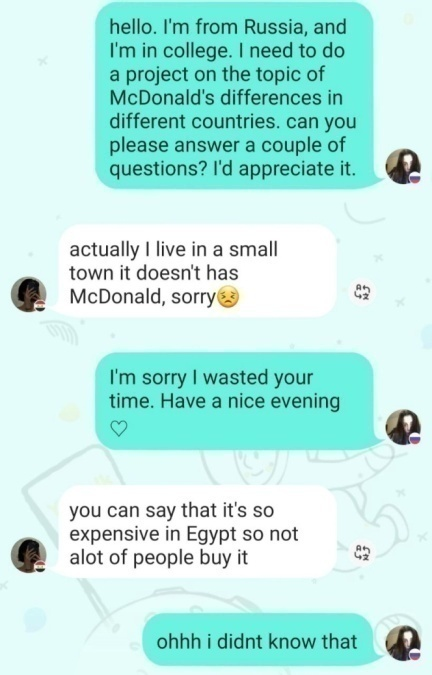 hello. I'm from Russia, and
I'm in college. I need to do
a project on the topic of
McDonald's differences in
different countries. can you
please answer a couple of
questions? I'd appreciate it.
actually I live in a small
town it doesn't has
McDonald, sorry😣
I'm sorry I wasted your
time. Have a nice evening
♡
you can say that it's so
expensive in Egypt so not
alot of people buy it
ohhh i didnt know that